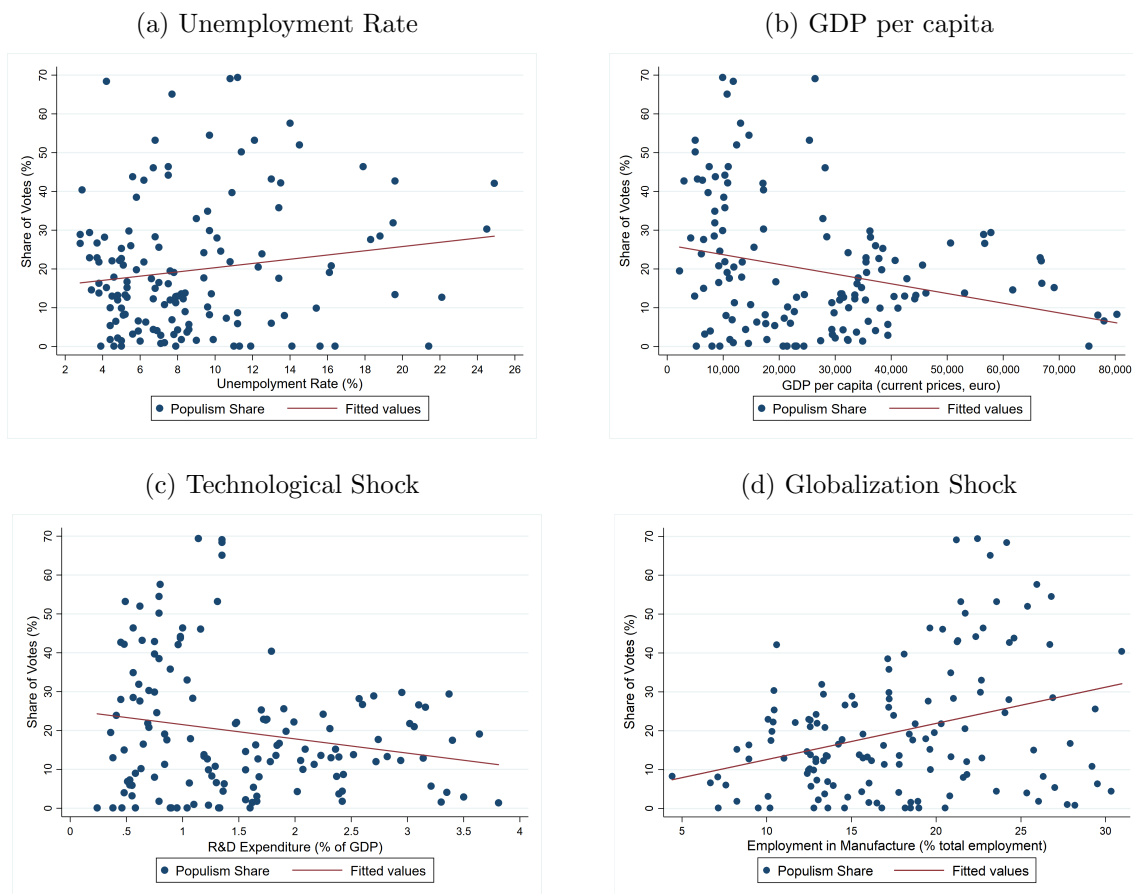 (a) Unemployment Rate
Share of Votes (%)
70
60
50
40
30
20
10
0
2 4 6 8 10 12 14 16 18 20 22 24 26
Unempolyment Rate (%)
Populism Share Fitted values
(b) GDP per capita
Share of Votes (%)
70
60
50
40
30
20
10
0
0 10,000 20,000 30,000 40,000 50,000 60,000 70,000 80,000
GDP per capita (current prices, euro)
Populism Share Fitted values
(c) Technological Shock
Share of Votes (%)
70
60
50
40
30
20
10
0
0 .5 1 1.5 2 2.5 3 3.5 4
R&D Expenditure (% of GDP)
Populism Share Fitted values
(d) Globalization Shock
Share of Votes (%)
70
60
50
40
30
20
10
0
5 10 15 20 25 30
Employment in Manufacture (% total employment)
Populism Share Fitted values